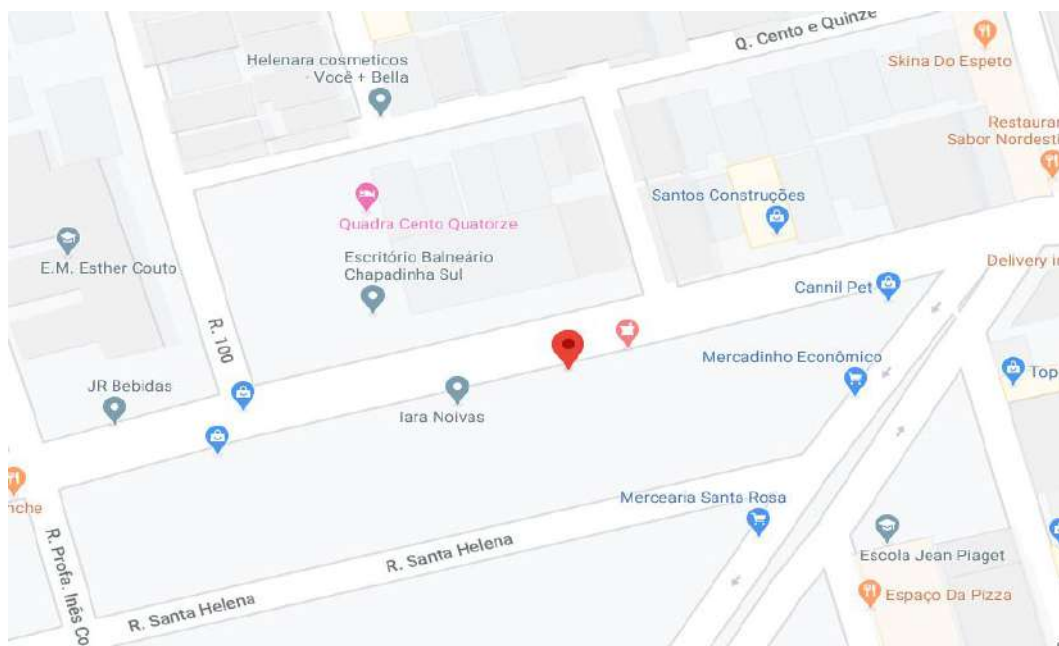 Q. Cento e Quinze
Skina Do Espeto
Helenara cosmeticos
- Você + Bella
Restauran
Sabor Nordesti
Santos Construções
Quadra Cento Quatorze
E.M. Esther Couto
Escritório Balneário
Chapadinha Sul
Delivery in
Cannil Pet
R. 100
Mercadinho Econômico
Top
JR Bebidas
Iara Noivas
nche
Mercearia Santa Rosa
R. Profa. Inês Co
R. Santa Helena
Escola Jean Piaget
R. Santa Helena
Espaço Da Pizza